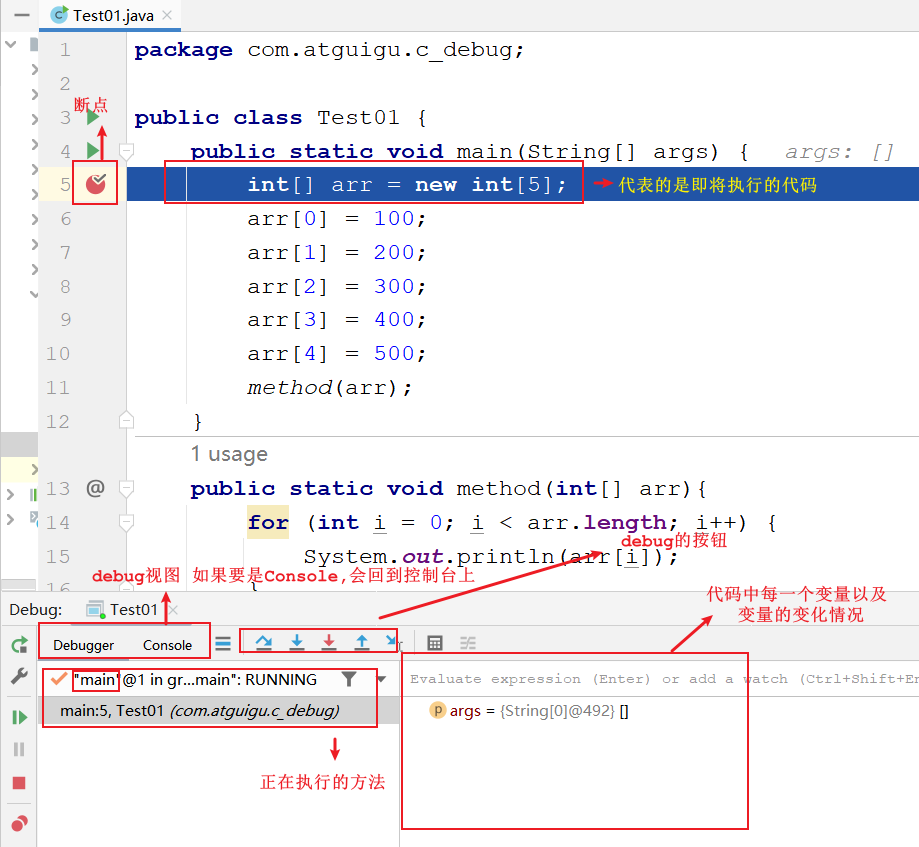 Test01.java
1 package com.atguigu.c_debug;
2
断点
3 public class Test01 {
4 public static void main(String[] args) { args: []
5 int[] arr = new int[5]; 代表的是即将执行的代码
6 arr[0] = 100;
7 arr[1] = 200;
8 arr[2] = 300;
9 arr[3] = 400;
10 arr[4] = 500;
11 method(arr);
12 }
1 usage
13 @ public static void method(int[] arr){
14 for (int i = 0; i < arr.length; i++) {
debug的按钮
15 System.out.println(arr[i]);
debug视图 如果要是Console,会回到控制台上
16 }
代码中每一个变量以及
变量的变化情况
Debug: Test01
Debugger Console
"main"@1 in gr...main": RUNNING
Evaluate expression (Enter) or add a watch (Ctrl+Shift+En
main:5, Test01 (com.atguigu.c_debug)
p args = {String[0]@492} []
正在执行的方法